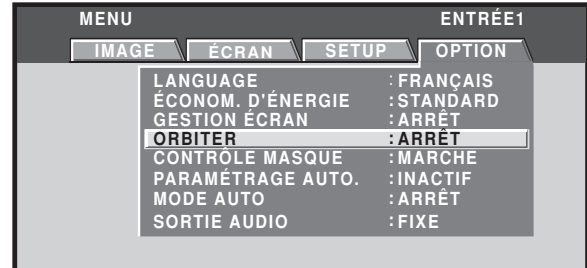 MENU ENTRÉE1
IMAGE ÉCRAN SETUP OPTION
LANGUAGE :FRANÇAIS
ÉCONOM. D'ÉNERGIE :STANDARD
GESTION ÉCRAN :ARRÊT
ORBITER :ARRÊT
CONTRÔLE MASQUE :MARCHE
PARAMÉTRAGE AUTO. :INACTIF
MODE AUTO :ARRÊT
SORTIE AUDIO :FIXE